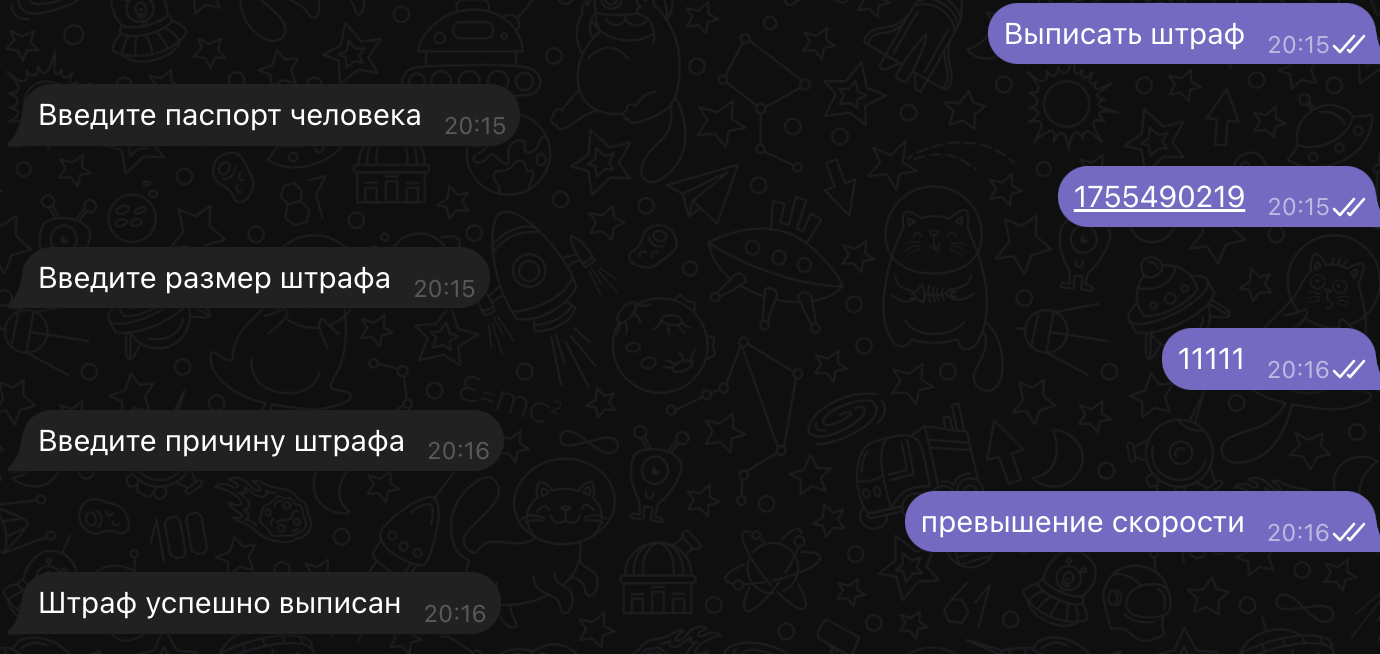 Выписать штраф 20:15
Введите паспорт человека 20:15
1755490219 20:15
Введите размер штрафа 20:15
11111 20:16
Введите причину штрафа 20:16
превышение скорости 20:16
Штраф успешно выписан 20:16
E=mc²